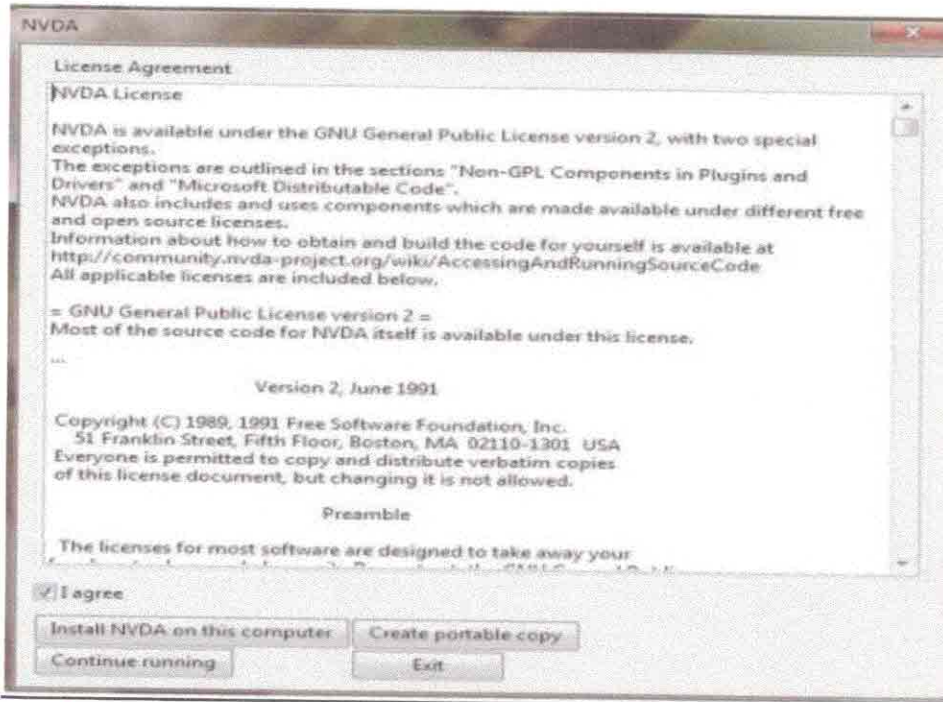 NVDA
License Agreement
NVDA License
NVDA is available under the GNU General Public License version 2, with two special
exceptions.
The exceptions are outlined in the sections "Non-GPL Components in Plugins and
Drivers" and "Microsoft Distributable Code".
NVDA also includes and uses components which are made available under different free
and open source licenses.
Information about how to obtain and build the code for yourself is available at
http://community.nvda-project.org/wiki/AccessingAndRunningSourceCode
All applicable licenses are included below.
= GNU General Public License version 2 =
Most of the source code for NVDA itself is available under this license.
...
Version 2, June 1991
Copyright (C) 1989, 1991 Free Software Foundation, Inc.
51 Franklin Street, Fifth Floor, Boston, MA 02110-1301 USA
Everyone is permitted to copy and distribute verbatim copies
of this license document, but changing it is not allowed.
Preamble
The licenses for most software are designed to take away your
I agree
Install NVDA on this computer
Create portable copy
Continue running
Exit